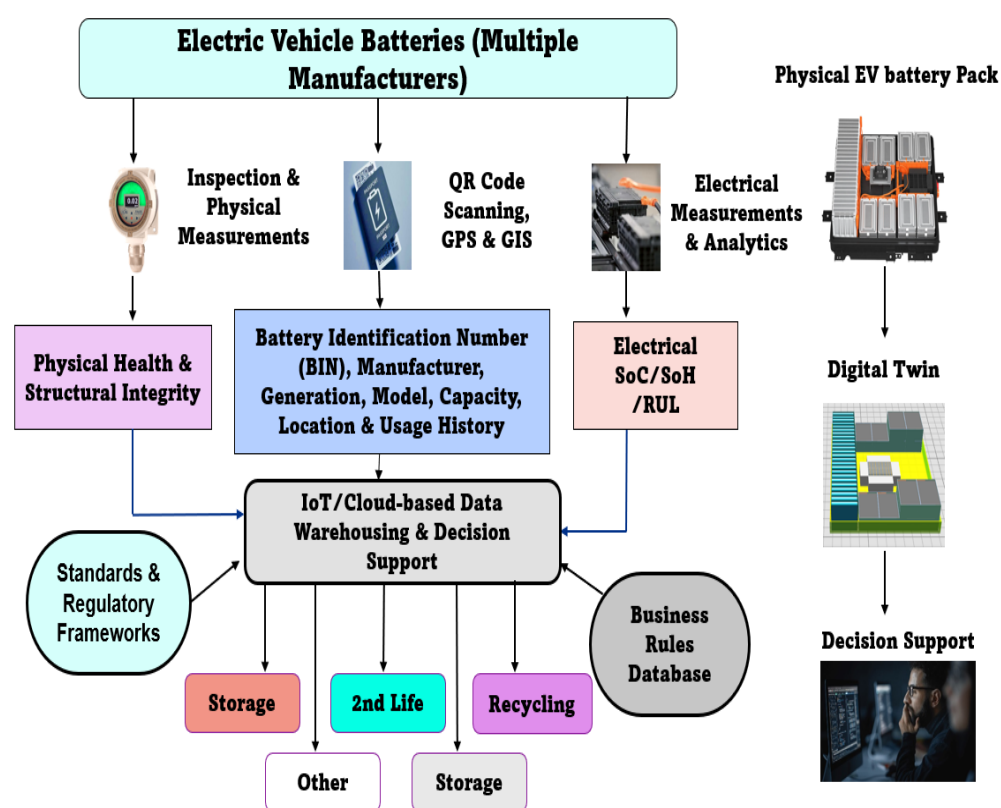 Electric Vehicle Batteries (Multiple
Manufacturers)
Physical EV battery Pack
Inspection &
Physical
Measurements
QR Code
Scanning,
GPS & GIS
Electrical
Measurements
& Analytics
0.02
Physical Health &
Structural Integrity
Battery Identification Number
(BIN), Manufacturer,
Generation, Model, Capacity,
Location & Usage History
Electrical
SoC/SoH
/RUL
Digital Twin
IoT/Cloud-based Data
Warehousing & Decision
Support
Standards &
Regulatory
Frameworks
Business
Rules
Database
Decision Support
Storage
2nd Life
Recycling
Other
Storage